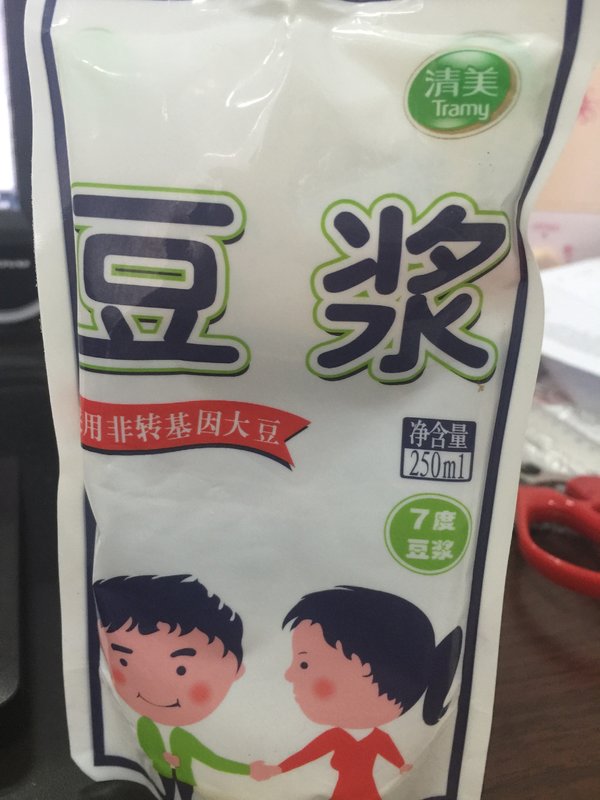 清美
Tramy
豆浆
用非转基因大豆
净含量
250ml
7度
豆浆